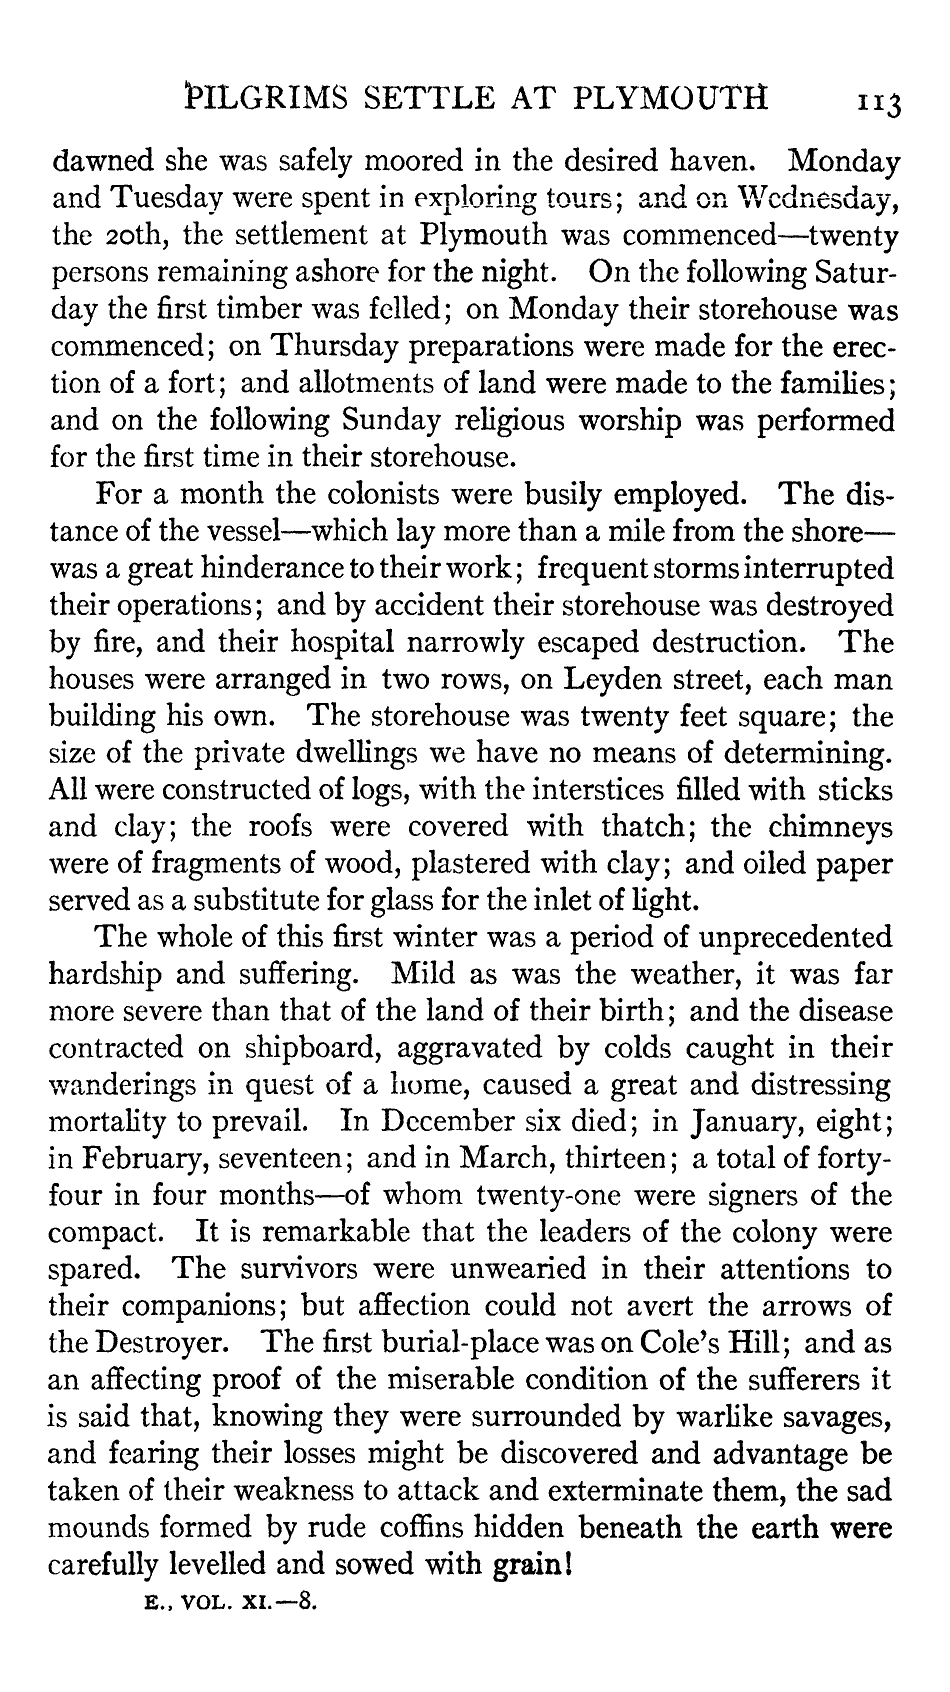 PILGRIMS SETTLE AT PLYMOUTH 113
dawned she was safely moored in the desired haven. Monday
and Tuesday were spent in exploring tours; and on Wednesday,
the 20th, the settlement at Plymouth was commenced—twenty
persons remaining ashore for the night. On the following Satur-
day the first timber was felled; on Monday their storehouse was
commenced; on Thursday preparations were made for the erec-
tion of a fort; and allotments of land were made to the families;
and on the following Sunday religious worship was performed
for the first time in their storehouse.
For a month the colonists were busily employed. The dis-
tance of the vessel—which lay more than a mile from the shore—
was a great hinderance to their work; frequent storms interrupted
their operations; and by accident their storehouse was destroyed
by fire, and their hospital narrowly escaped destruction. The
houses were arranged in two rows, on Leyden street, each man
building his own. The storehouse was twenty feet square; the
size of the private dwellings we have no means of determining.
All were constructed of logs, with the interstices filled with sticks
and clay; the roofs were covered with thatch; the chimneys
were of fragments of wood, plastered with clay; and oiled paper
served as a substitute for glass for the inlet of light.
The whole of this first winter was a period of unprecedented
hardship and suffering. Mild as was the weather, it was far
more severe than that of the land of their birth; and the disease
contracted on shipboard, aggravated by colds caught in their
wanderings in quest of a home, caused a great and distressing
mortality to prevail. In December six died; in January, eight;
in February, seventeen; and in March, thirteen; a total of forty-
four in four months—of whom twenty-one were signers of the
compact. It is remarkable that the leaders of the colony were
spared. The survivors were unwearied in their attentions to
their companions; but affection could not avert the arrows of
the Destroyer. The first burial-place was on Cole's Hill; and as
an affecting proof of the miserable condition of the sufferers it
is said that, knowing they were surrounded by warlike savages,
and fearing their losses might be discovered and advantage be
taken of their weakness to attack and exterminate them, the sad
mounds formed by rude coffins hidden beneath the earth were
carefully levelled and sowed with grain!
E., VOL. XI.—8.